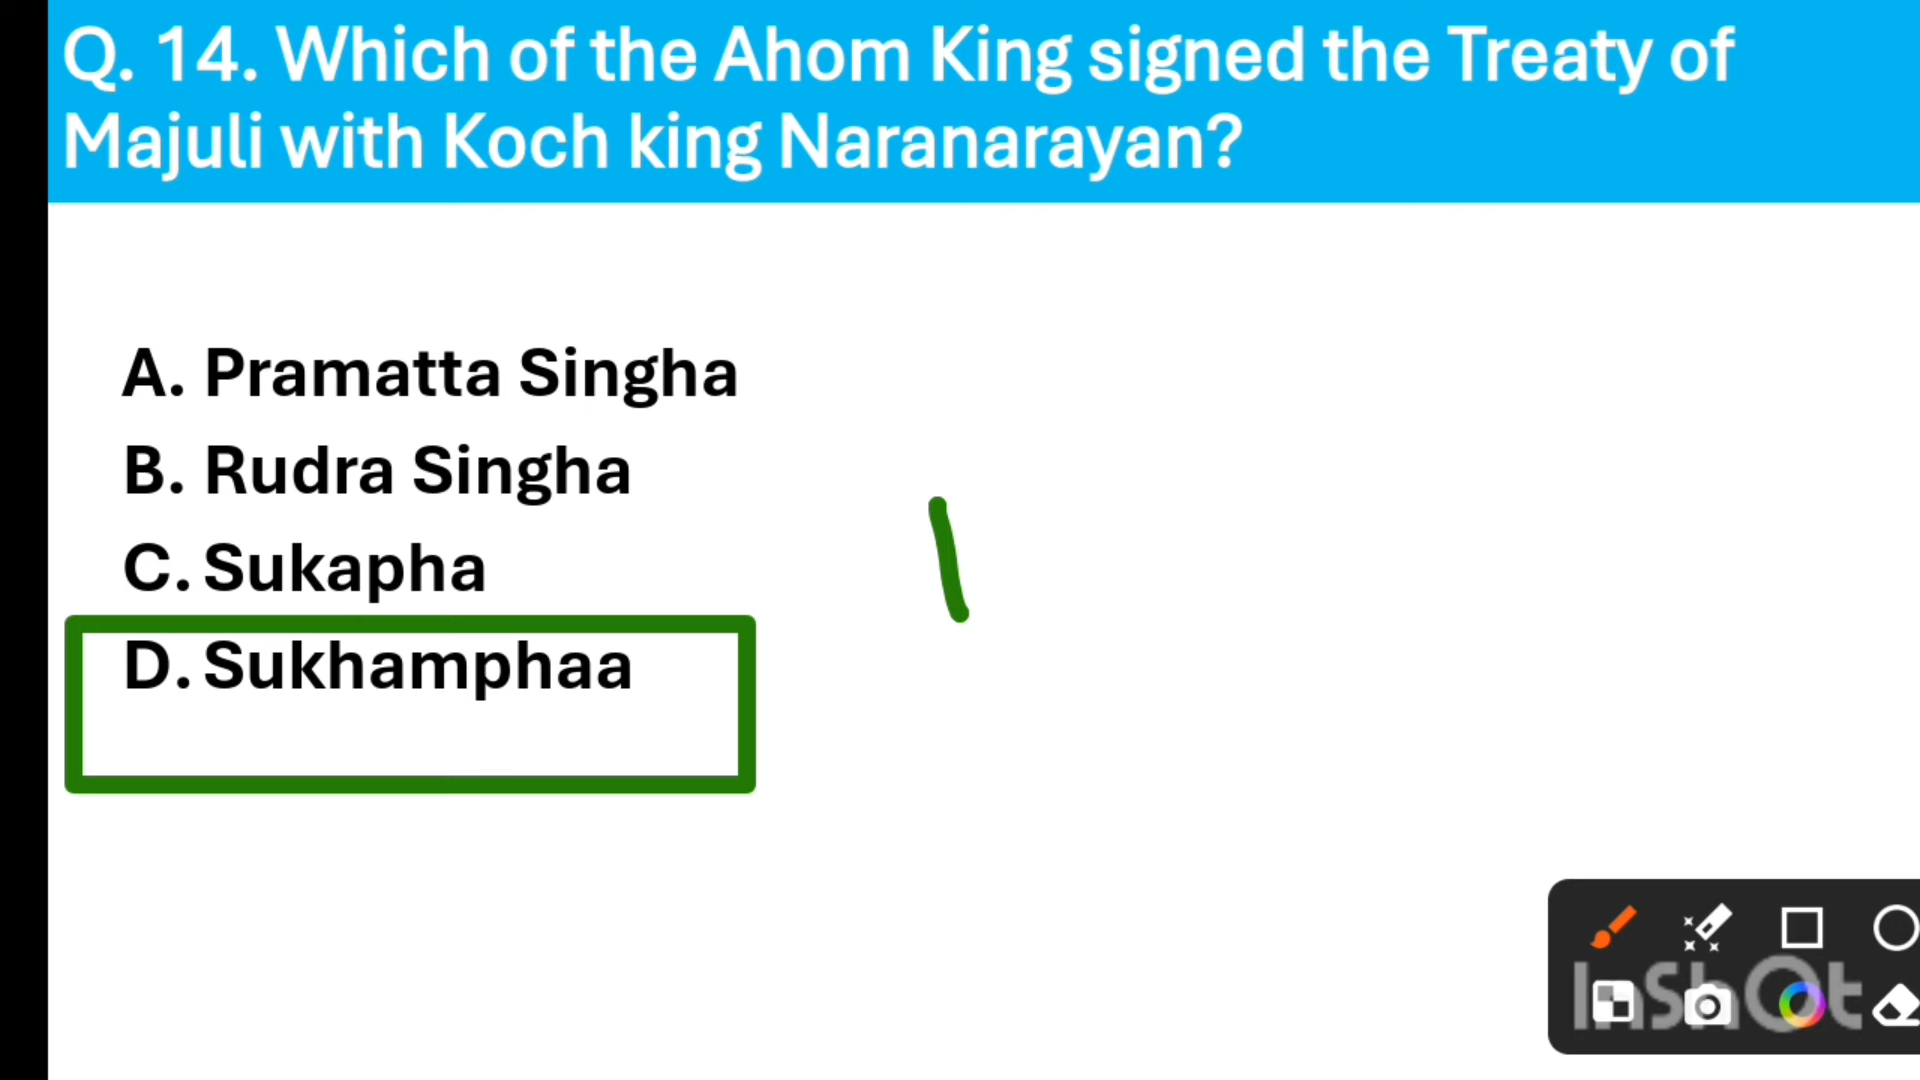 Q. 14. Which of the Ahom King signed the Treaty of
Majuli with Koch king Naranarayan?
A. Pramatta Singha
B. Rudra Singha
C. Sukapha
D. Sukhamphaa
InShOt